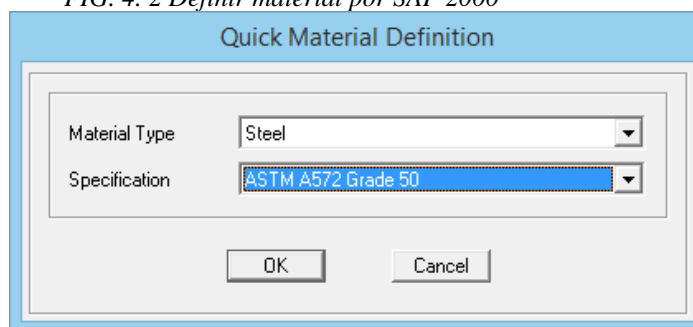 FIG. 4. 2 Definir material por SAP 2000
Quick Material Definition
Material Type Steel
Specification ASTM A572 Grade 50
OK Cancel